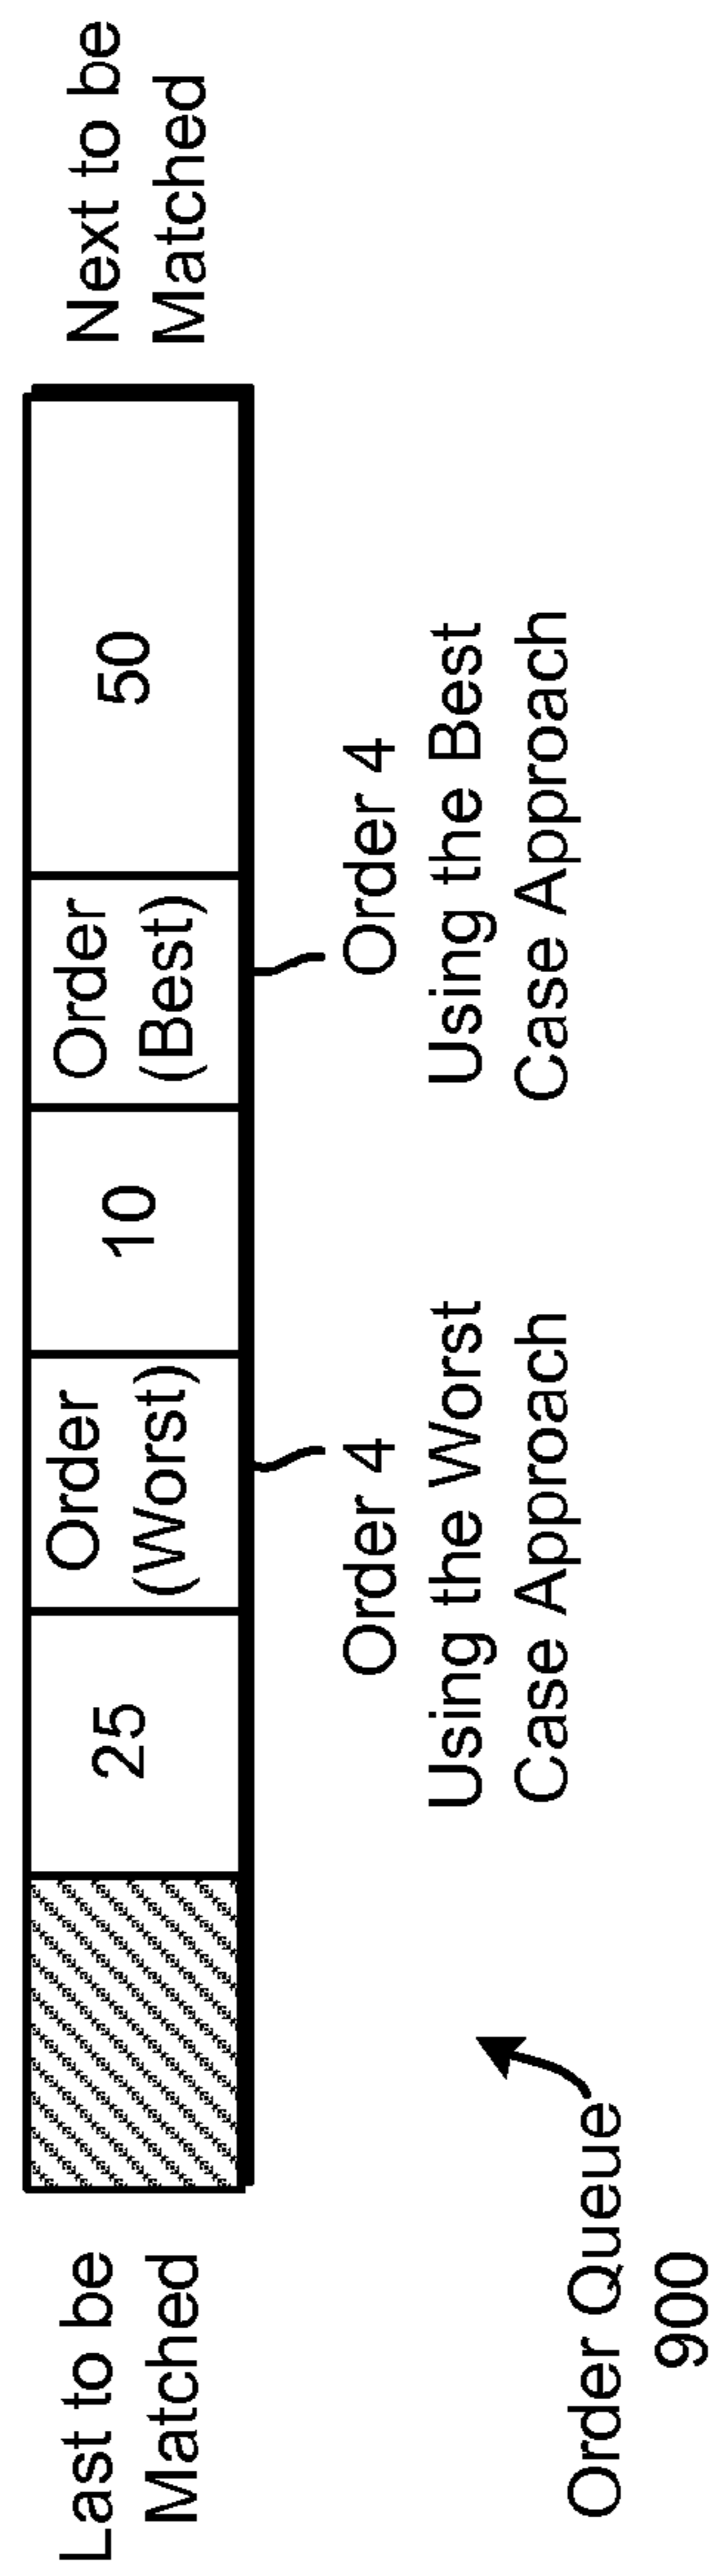 Last to be
Matched
25
Order
(Worst)
10
Order
(Best)
50
Next to be
Matched
Order 4
Using the Worst
Case Approach
Order 4
Using the Best
Case Approach
Order Queue
900